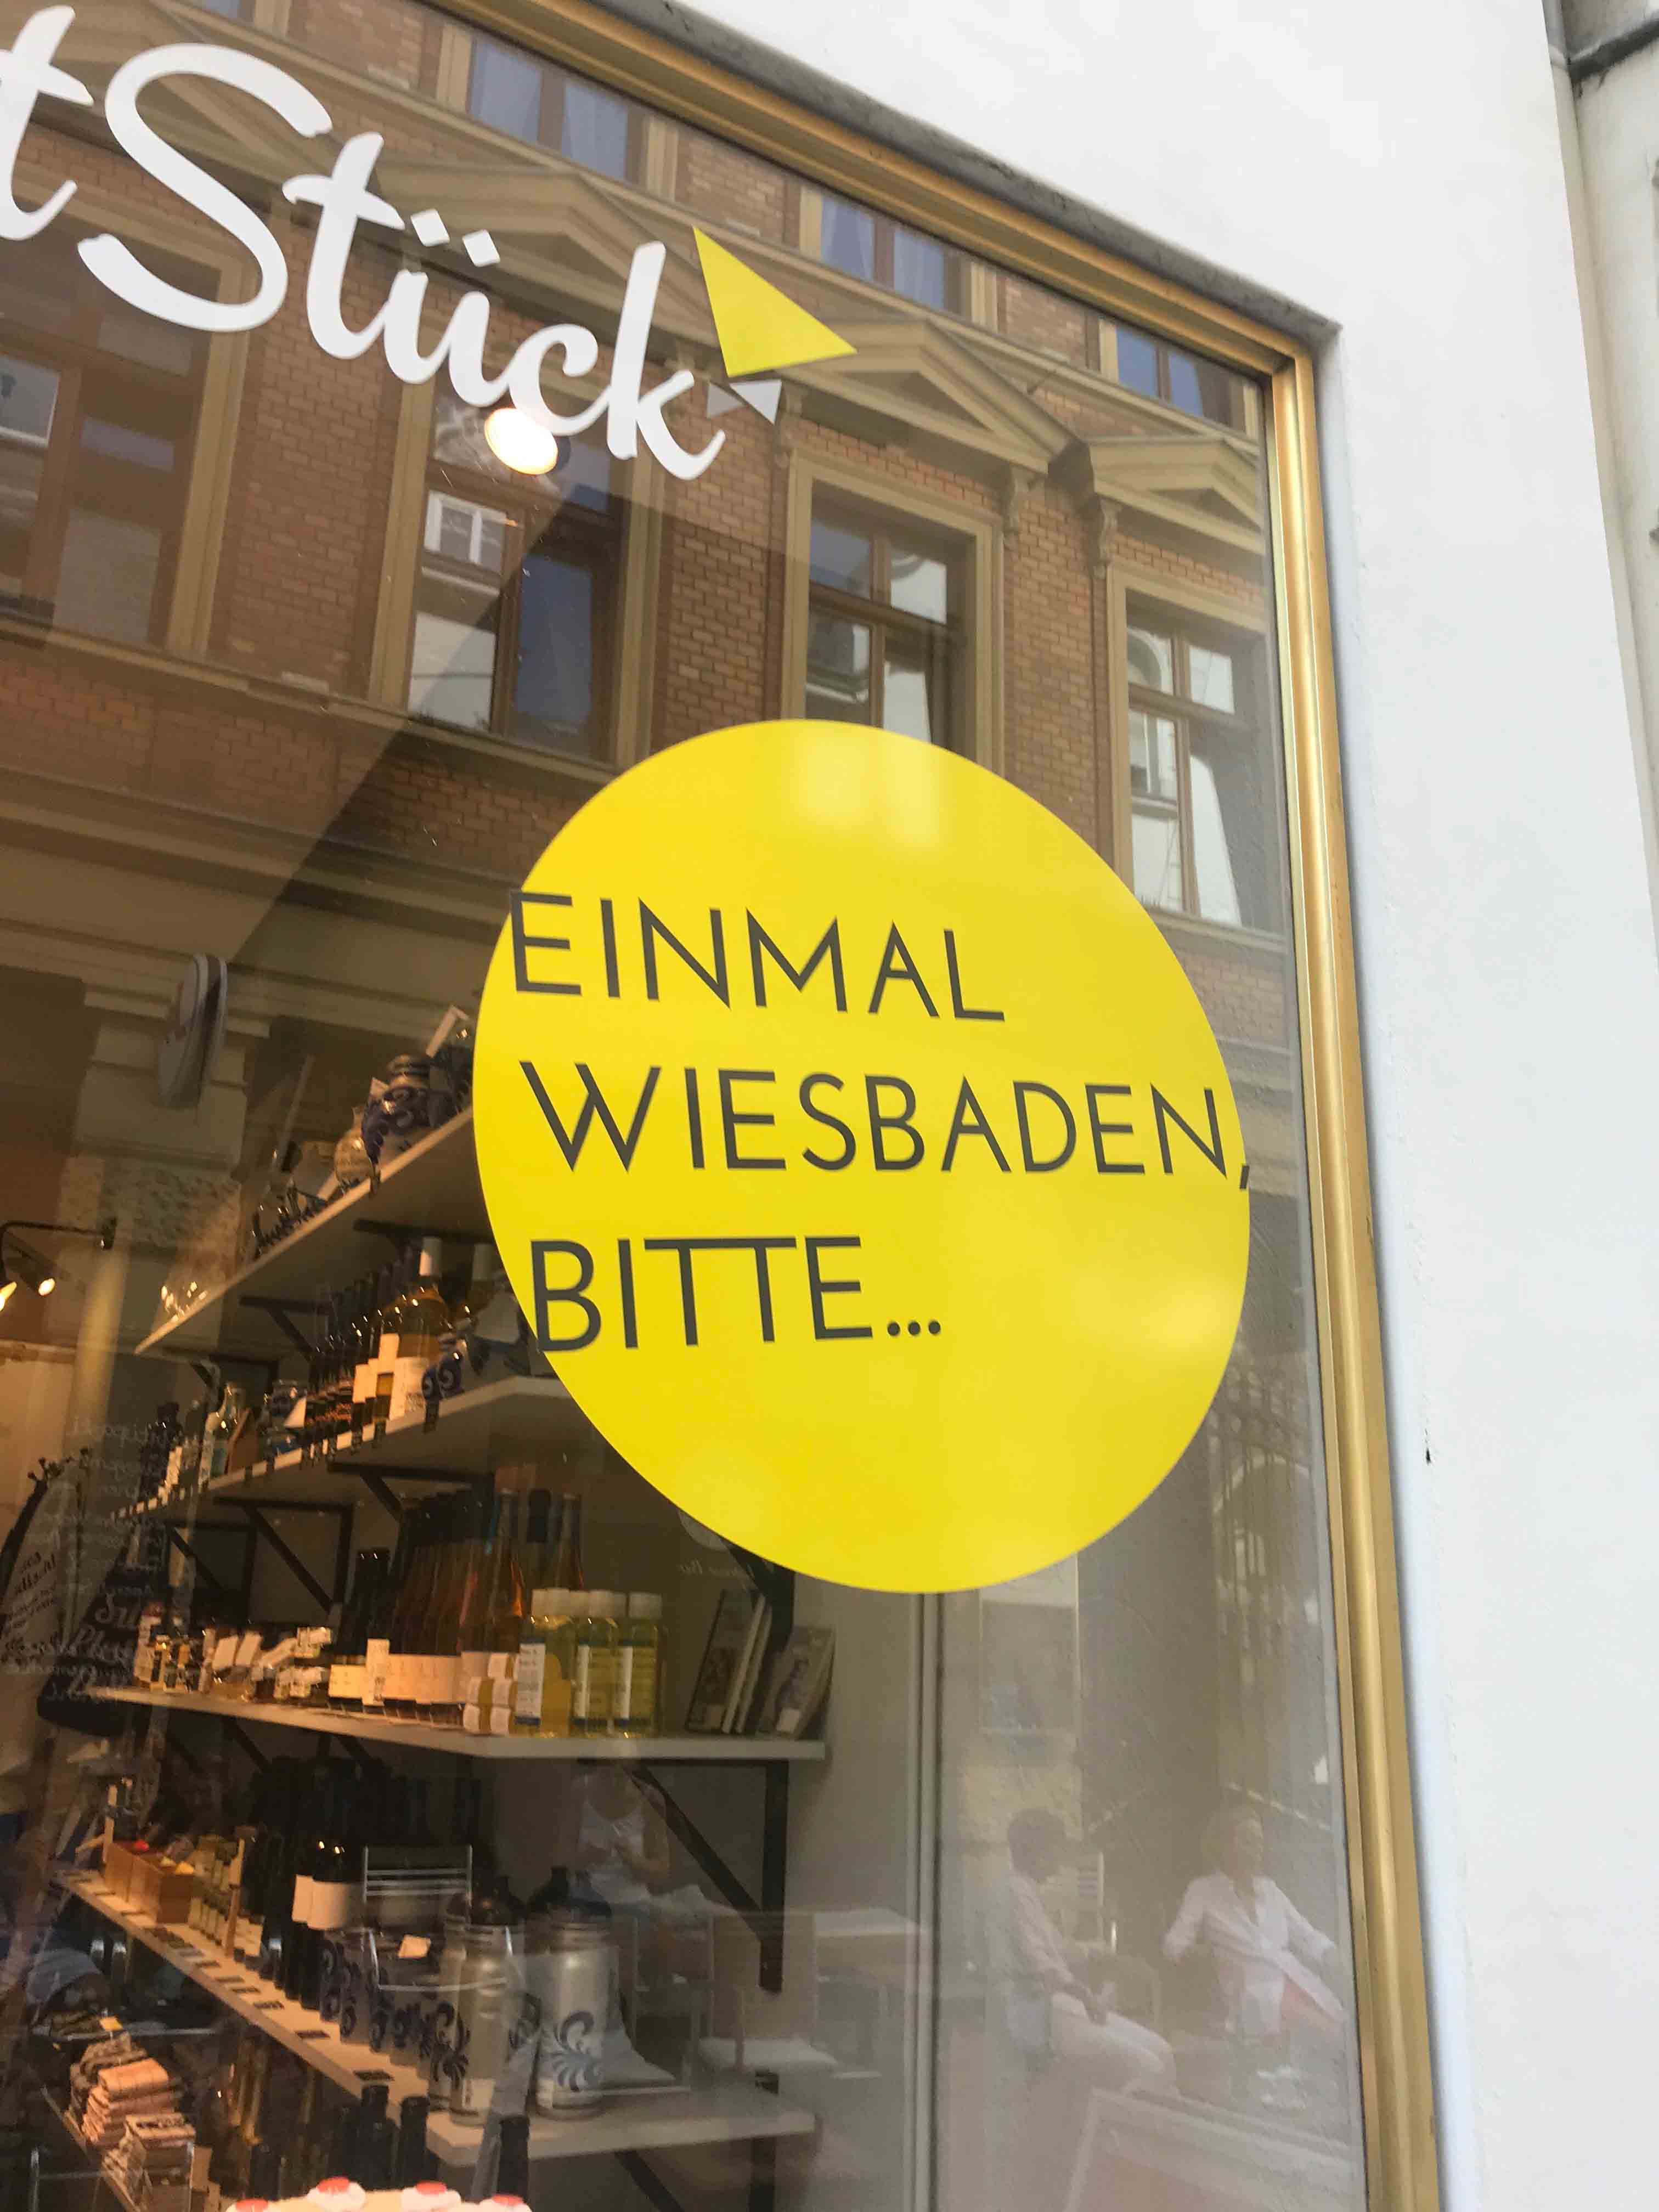 tStück
EINMAL
WIESBADEN,
BITTE...